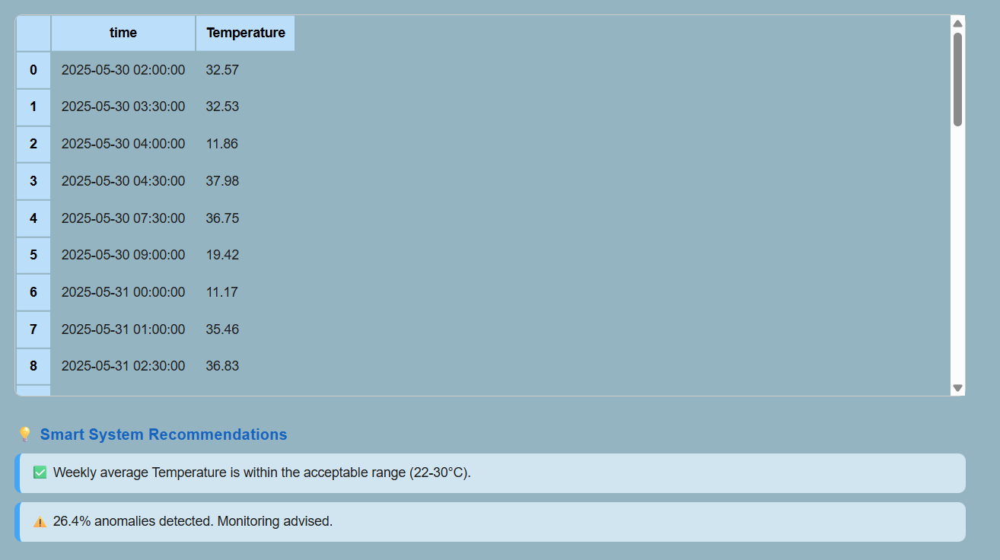 time Temperature
0 2025-05-30 02:00:00 32.57
1 2025-05-30 03:30:00 32.53
2 2025-05-30 04:00:00 11.86
3 2025-05-30 04:30:00 37.98
4 2025-05-30 07:30:00 36.75
5 2025-05-30 09:00:00 19.42
6 2025-05-31 00:00:00 11.17
7 2025-05-31 01:00:00 35.46
8 2025-05-31 02:30:00 36.83
Smart System Recommendations
Weekly average Temperature is within the acceptable range (22-30°C).
26.4% anomalies detected. Monitoring advised.